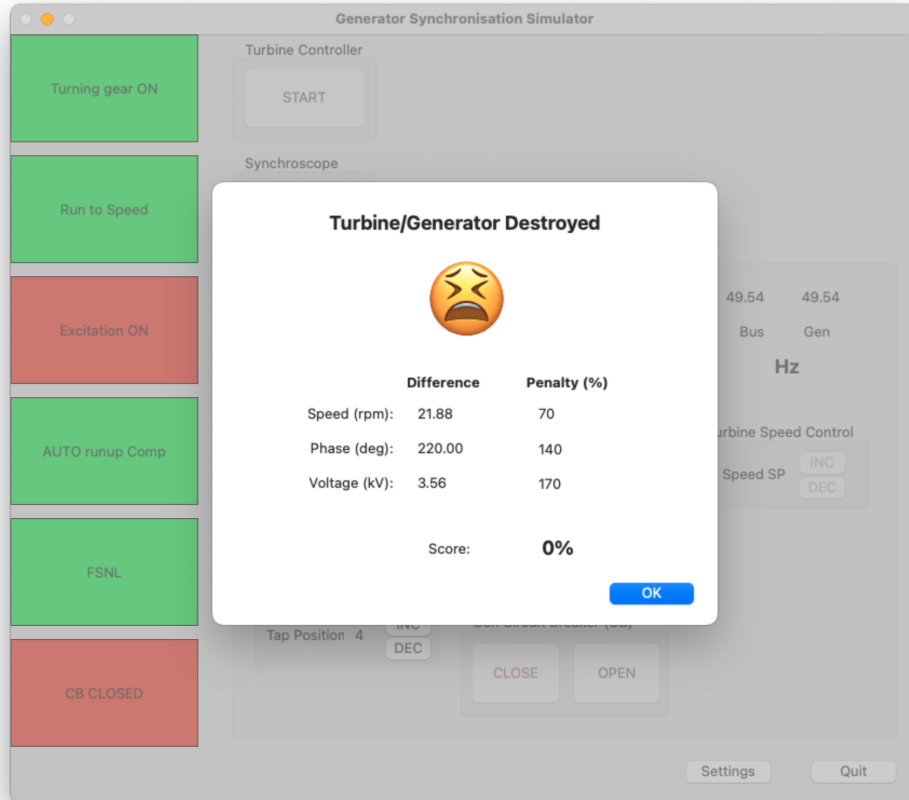 Generator Synchronisation Simulator
Turning gear ON
Run to Speed
Excitation ON
AUTO runup Comp
FSNL
CB CLOSED
Turbine Controller
START
Synchroscope
Turbine/Generator Destroyed
Difference Penalty (%)
Speed (rpm): 21.88 70
Phase (deg): 220.00 140
Voltage (kV): 3.56 170
Score: 0%
OK
49.54 49.54
Bus Gen
Hz
Speed Control
Speed SP
INC
DEC
Tap Position 4
INC
DEC
CLOSE OPEN
Settings Quit